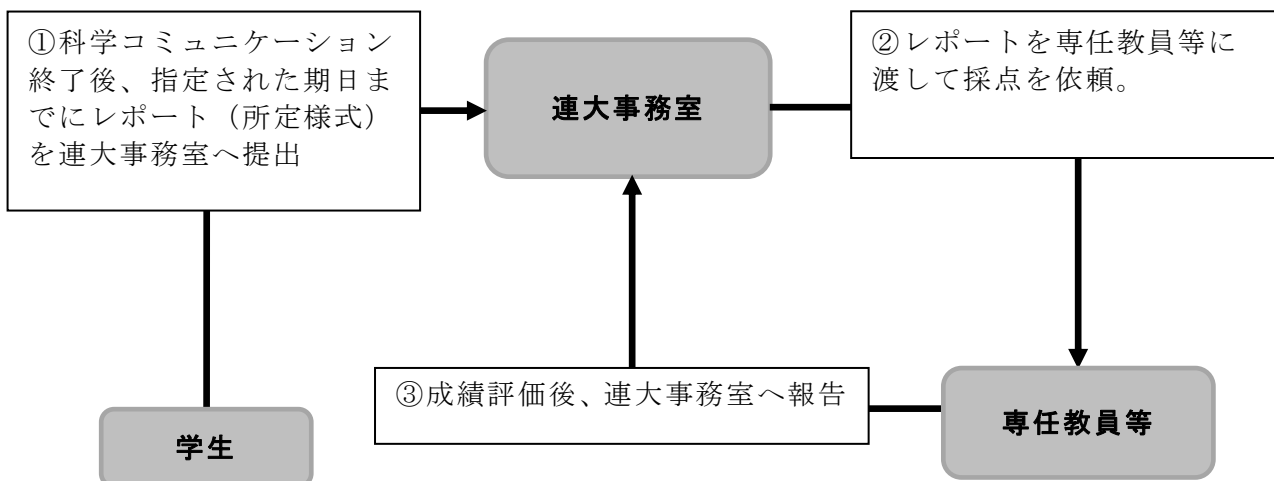 ①科学コミュニケーション
終了後、指定された期日ま
でにレポート（所定様式）
を連大事務室へ提出
連大事務室
②レポートを専任教員等に
渡して採点を依頼。
③成績評価後、連大事務室へ報告
専任教員等
学生